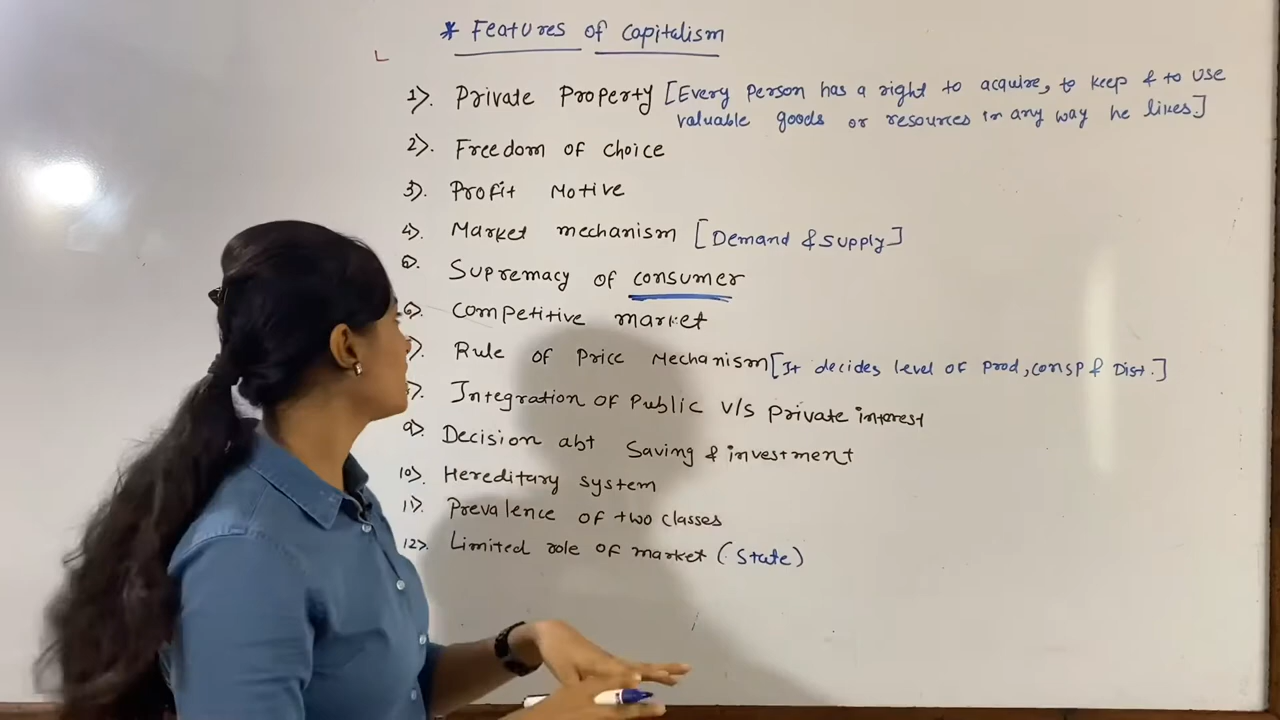 * Features of Capitalism
1). Private Property [Every person has a right to acquire, to keep & to use
valuable goods or resources in any way he likes.]
2). Freedom of choice
3). Profit Motive
4). Market mechanism [Demand & supply]
Supremacy of consumer
6). Competitive market
Rule of Price Mechanism [It decides level of Prod, consp & Dist.]
Integration of Public v/s private interest
9). Decision abt Saving & investment
10). Hereditary system
11). Prevalence of two classes
12). Limited role of market (State)